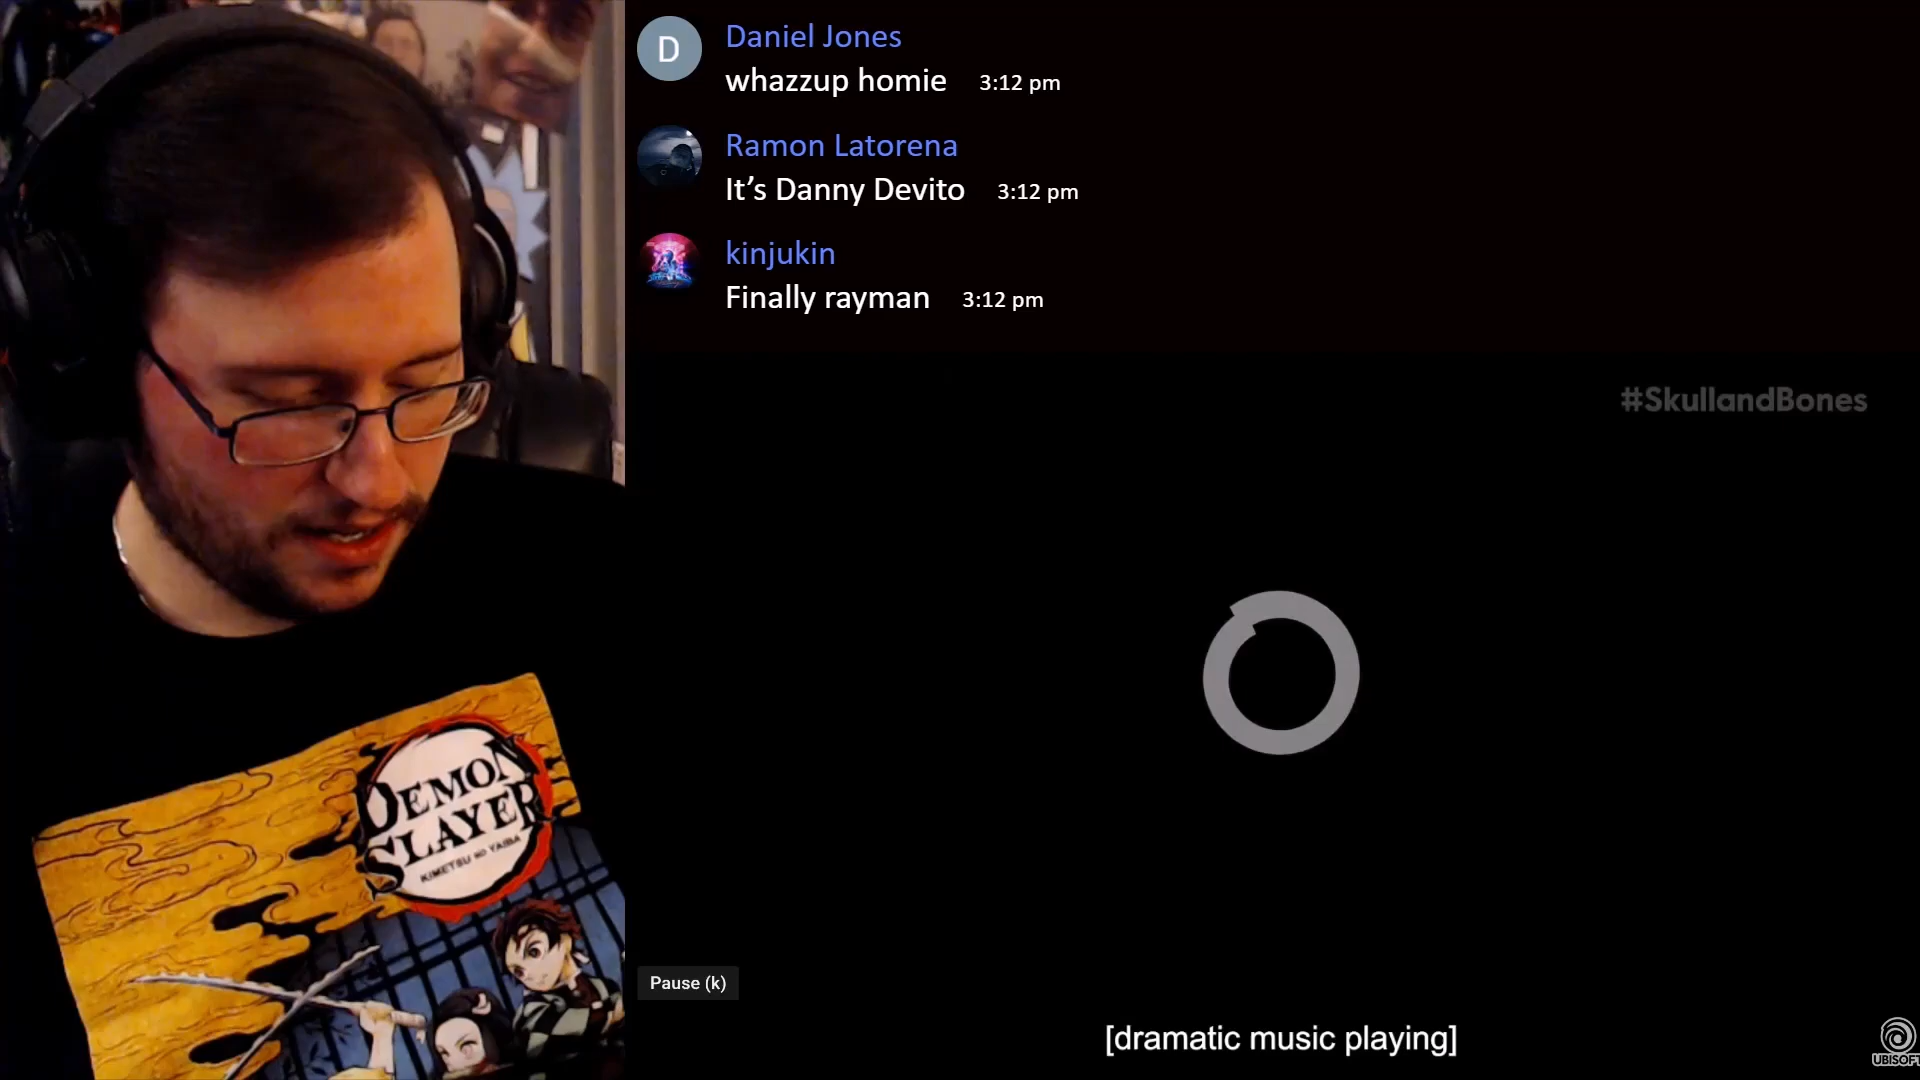 D
Daniel Jones
whazzup homie 3:12 pm
Ramon Latorena
It’s Danny Devito 3:12 pm
kinjukin
Finally rayman 3:12 pm
#SkullandBones
DEMON
SLAYER
KIMETSU NO YAIBA
Pause (k)
[dramatic music playing]
UBISOFT